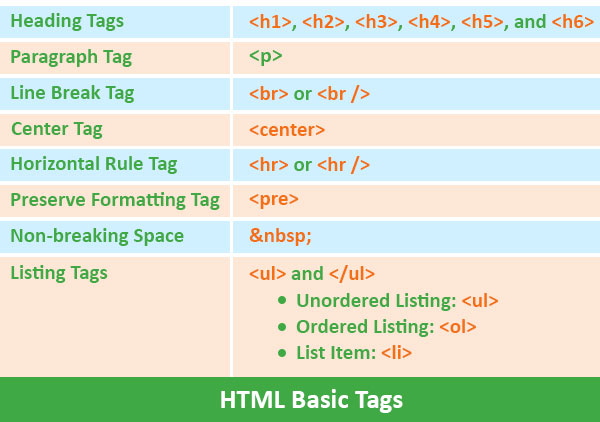 Heading Tags <h1>, <h2>, <h3>, <h4>, <h5>, and <h6>
Paragraph Tag <p>
Line Break Tag <br> or <br />
Center Tag <center>
Horizontal Rule Tag <hr> or <hr />
Preserve Formatting Tag <pre>
Non-breaking Space &nbsp;
Listing Tags <ul> and </ul>
• Unordered Listing: <ul>
• Ordered Listing: <ol>
• List Item: <li>
HTML Basic Tags